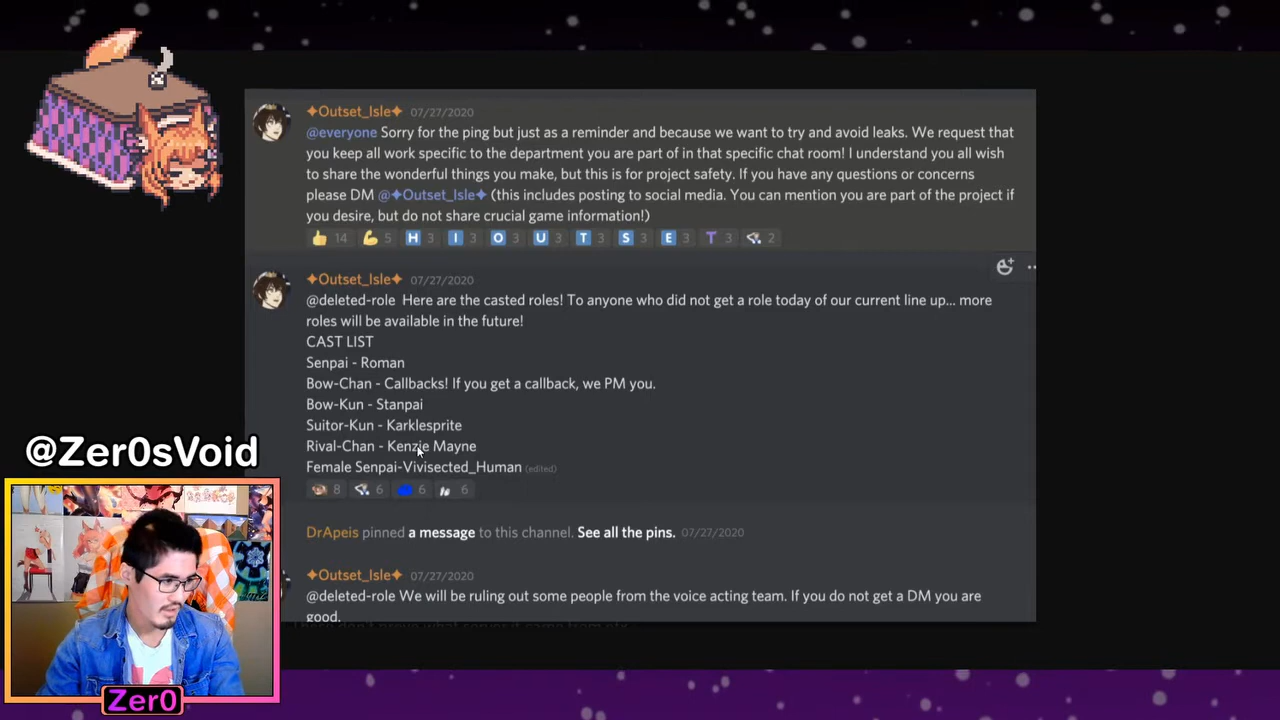 ✦Outset_Isle✦ 07/27/2020
@everyone Sorry for the ping but just as a reminder and because we want to try and avoid leaks. We request that
you keep all work specific to the department you are part of in that specific chat room! I understand you all wish
to share the wonderful things you make, but this is for project safety. If you have any questions or concerns
please DM @✦Outset_Isle✦ (this includes posting to social media. You can mention you are part of the project if
you desire, but do not share crucial game information!)
14 5 H 3 I 3 O 3 U 3 T 3 S 3 E 3 T 3 2
✦Outset_Isle✦ 07/27/2020
@deleted-role Here are the casted roles! To anyone who did not get a role today of our current line up... more
roles will be available in the future!
CAST LIST
Senpai - Roman
Bow-Chan - Callbacks! If you get a callback, we PM you.
Bow-Kun - Stanpai
Suitor-Kun - Karklesprite
Rival-Chan - Kenzie Mayne
Female Senpai-Vivisected_Human (edited)
8 6 6 6
DrApeis pinned a message to this channel. See all the pins. 07/27/2020
✦Outset_Isle✦ 07/27/2020
@deleted-role We will be ruling out some people from the voice acting team. If you do not get a DM you are
good.
@Zer0sVoid
Zer0